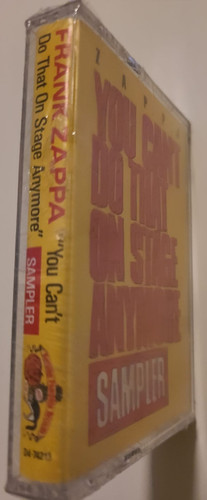 FRANK ZAPPA "You Can't
Do That On Stage Anymore"
SAMPLER
ZAPPA
YOU CAN'T
DO THAT
ON STAGE
ANYMORE
SAMPLER